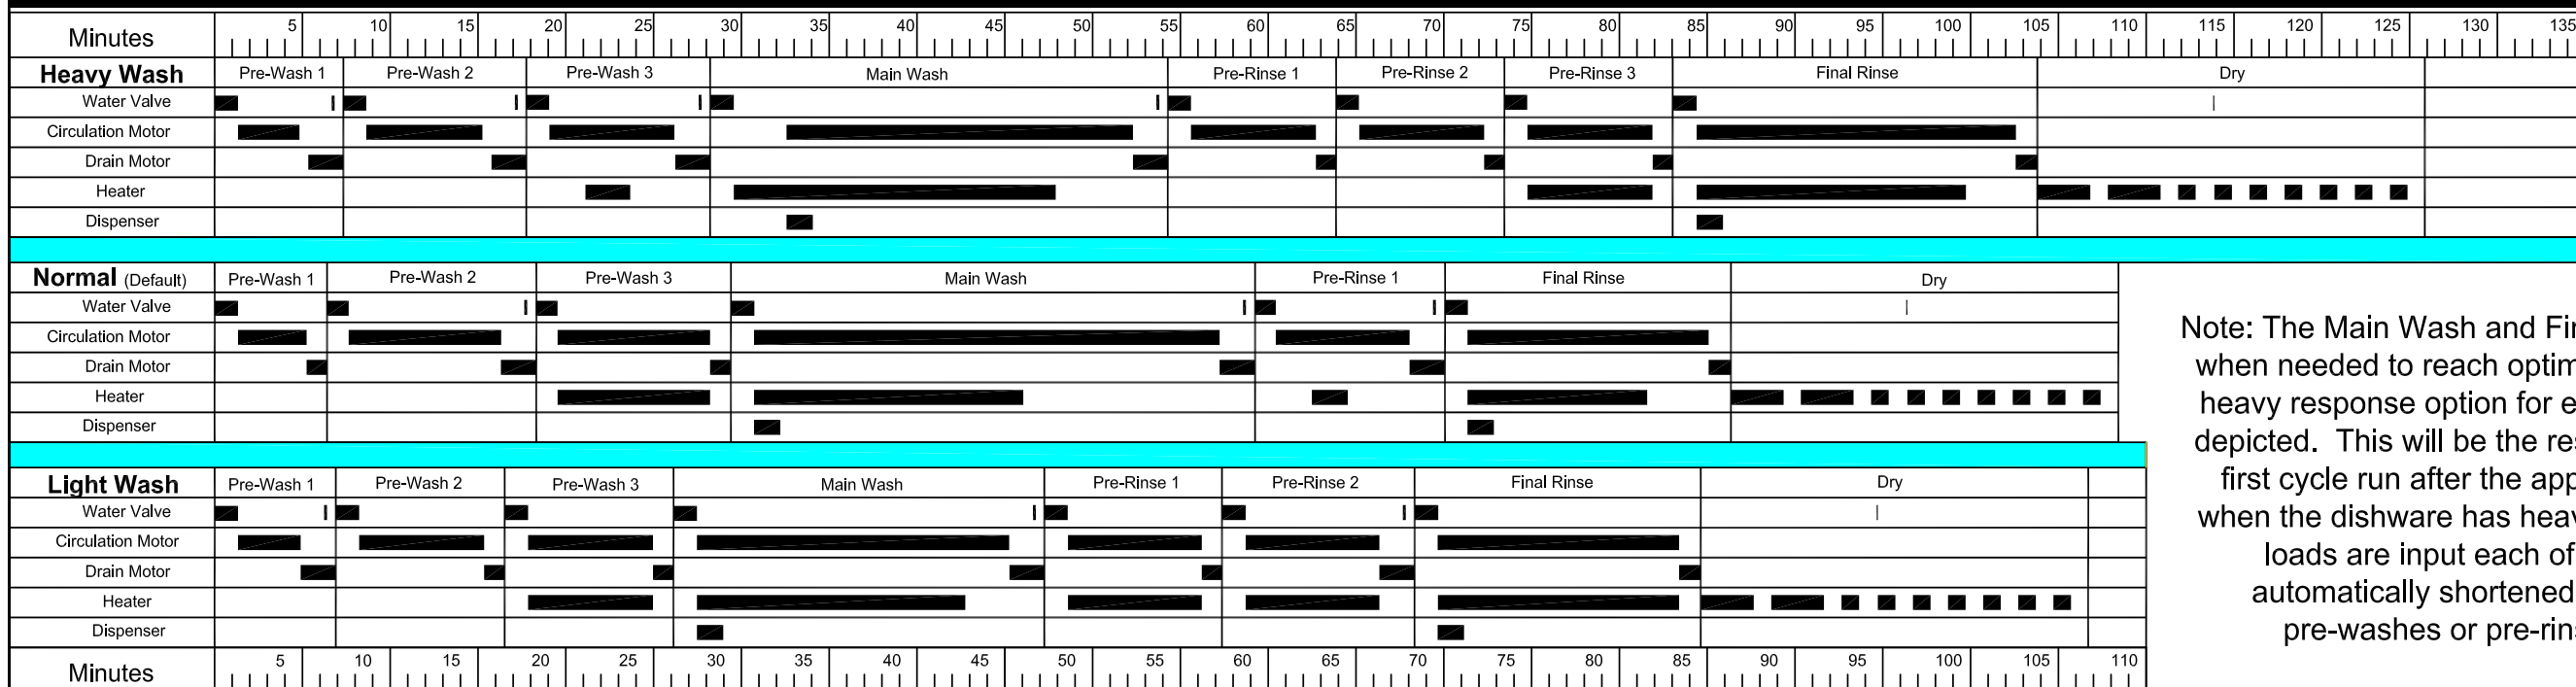 Minutes 5 10 15 20 25 30 35 40 45 50 55 60 65 70 75 80 85 90 95 100 105 110 115 120 125 130 135
Heavy Wash Pre-Wash 1 Pre-Wash 2 Pre-Wash 3 Main Wash Pre-Rinse 1 Pre-Rinse 2 Pre-Rinse 3 Final Rinse Dry
Water Valve
Circulation Motor
Drain Motor
Heater
Dispenser
Normal (Default) Pre-Wash 1 Pre-Wash 2 Pre-Wash 3 Main Wash Pre-Rinse 1 Final Rinse Dry
Water Valve
Circulation Motor
Drain Motor
Heater
Dispenser
Note: The Main Wash and
when needed to reach
heavy response option for
depicted. This will be the
first cycle run after the
when the dishware has
loads are input each of
automatically shortened
pre-washes or
Light Wash Pre-Wash 1 Pre-Wash 2 Pre-Wash 3 Main Wash Pre-Rinse 1 Pre-Rinse 2 Final Rinse Dry
Water Valve
Circulation Motor
Drain Motor
Heater
Dispenser
Minutes 5 10 15 20 25 30 35 40 45 50 55 60 65 70 75 80 85 90 95 100 105 110